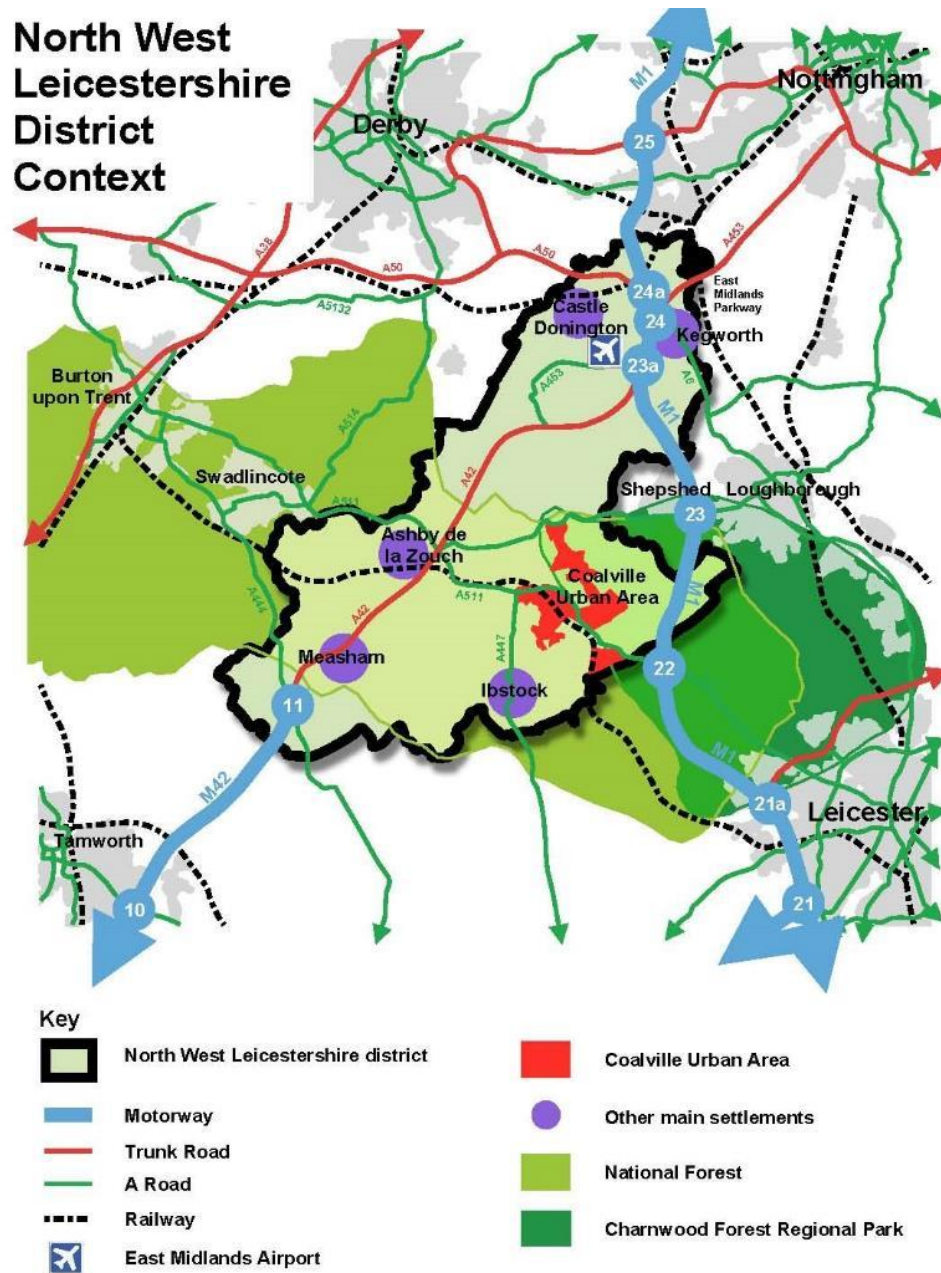 North West
Leicestershire
District
Context
M1
Nottingham
Derby
25
A38
A453
A50
A50
24a
East
Midlands
Parkway
A5132
Castle
Donington
24
Kegworth
23a
A453
A6
Burton
upon Trent
M1
A514
A42
Swadlincote
Shepshed
Loughborough
A511
23
Ashby de
la Zouch
Coalville
Urban Area
A444
A511
A42
M1
A447
Measham
22
Ibstock
11
M1
M42
21a
Leicester
Tamworth
10
21
Key
North West Leicestershire district
Coalville Urban Area
Motorway
Other main settlements
Trunk Road
A Road
National Forest
Railway
Charnwood Forest Regional Park
East Midlands Airport